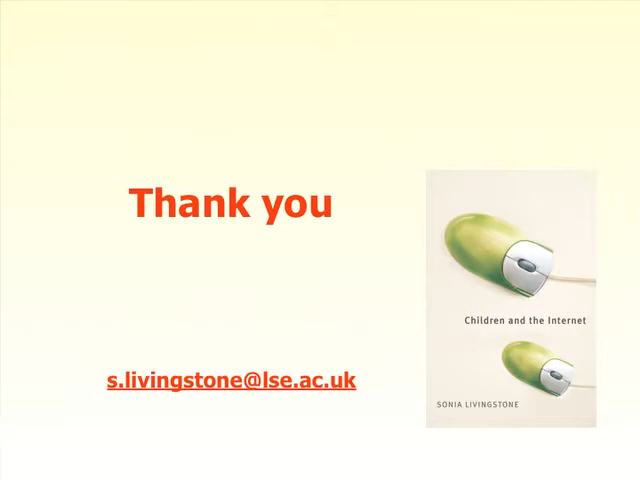 Thank you
s.livingstone@lse.ac.uk
Children and the Internet
SONIA LIVINGSTONE